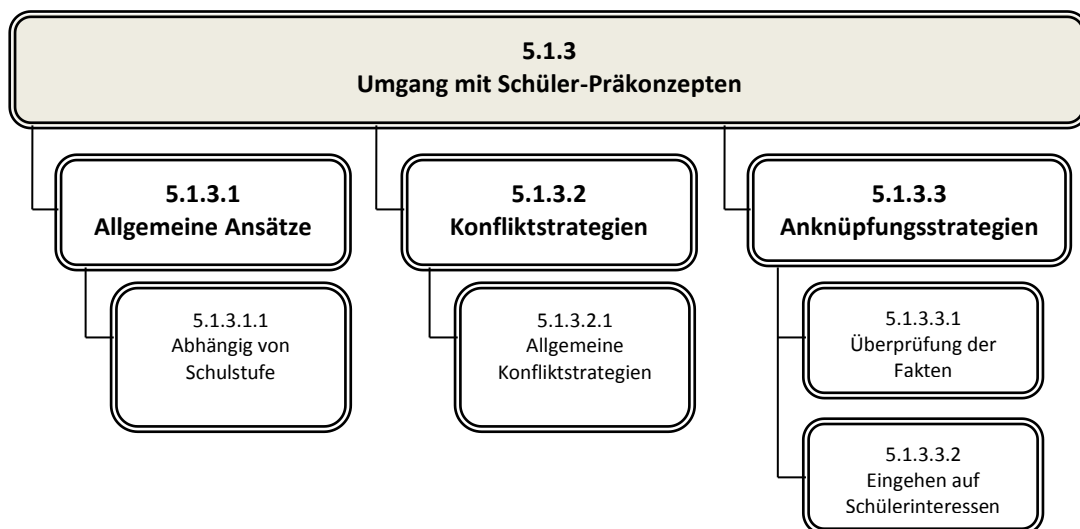 5.1.3
Umgang mit Schüler-Präkonzepten
5.1.3.1
Allgemeine Ansätze
5.1.3.1.1
Abhängig von
Schulstufe
5.1.3.2
Konfliktstrategien
5.1.3.2.1
Allgemeine
Konfliktstrategien
5.1.3.3
Anknüpfungsstrategien
5.1.3.3.1
Überprüfung der
Fakten
5.1.3.3.2
Eingehen auf
Schülerinteressen